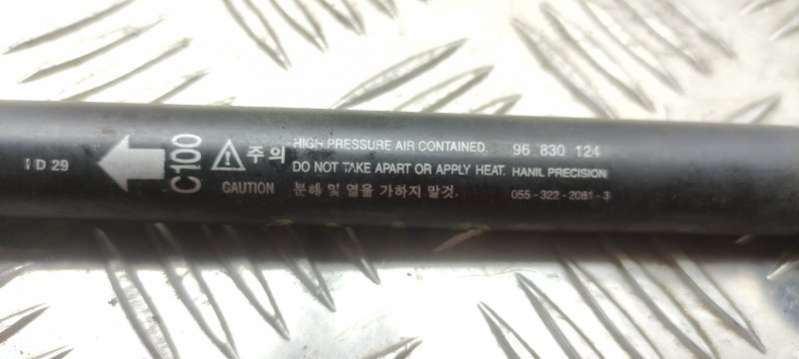 1 D 29
C100
주의
CAUTION
HIGH PRESSURE AIR CONTAINED.
DO NOT TAKE APART OR APPLY HEAT.
분해 및 열을 가하지 말것.
96 830 124
HANIL PRECISION
055-322-2081-3